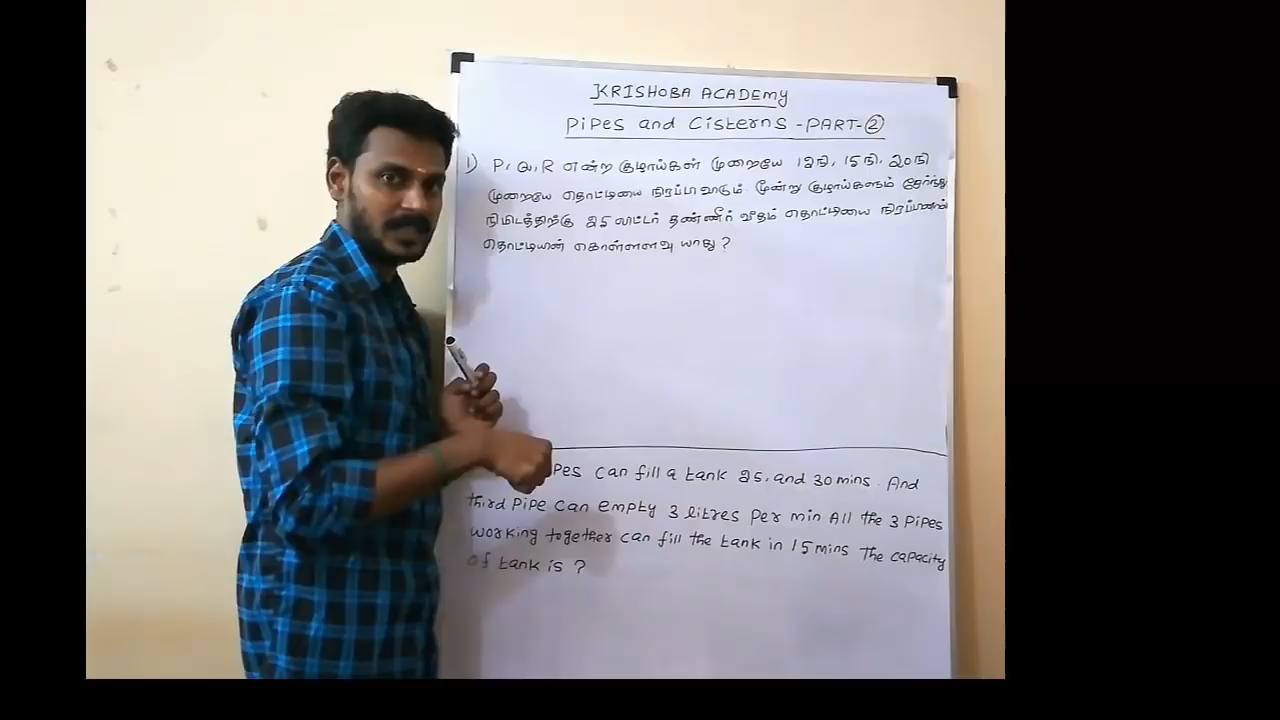 KRISHOBA ACADEMY
Pipes and Cisterns - PART-②
1) P, Q, R என்ற குழாய்கள் முறையே 12நி, 15நி, 20நி
முறையே தொட்டியை நிரப்பபடும் மூன்று குழாய்களும் சேர்ந்து
நிமிடத்திற்கு 25 லிட்டர் தண்ணீர் வீதம் தொட்டியை நிரப்பினால்
தொட்டியின் கொள்ளளவு யாது ?
Pes can fill a tank 25, and 30 mins. And
third pipe can empty 3 litres per min All the 3 pipes
working together can fill the tank in 15 mins The capacity
of tank is ?